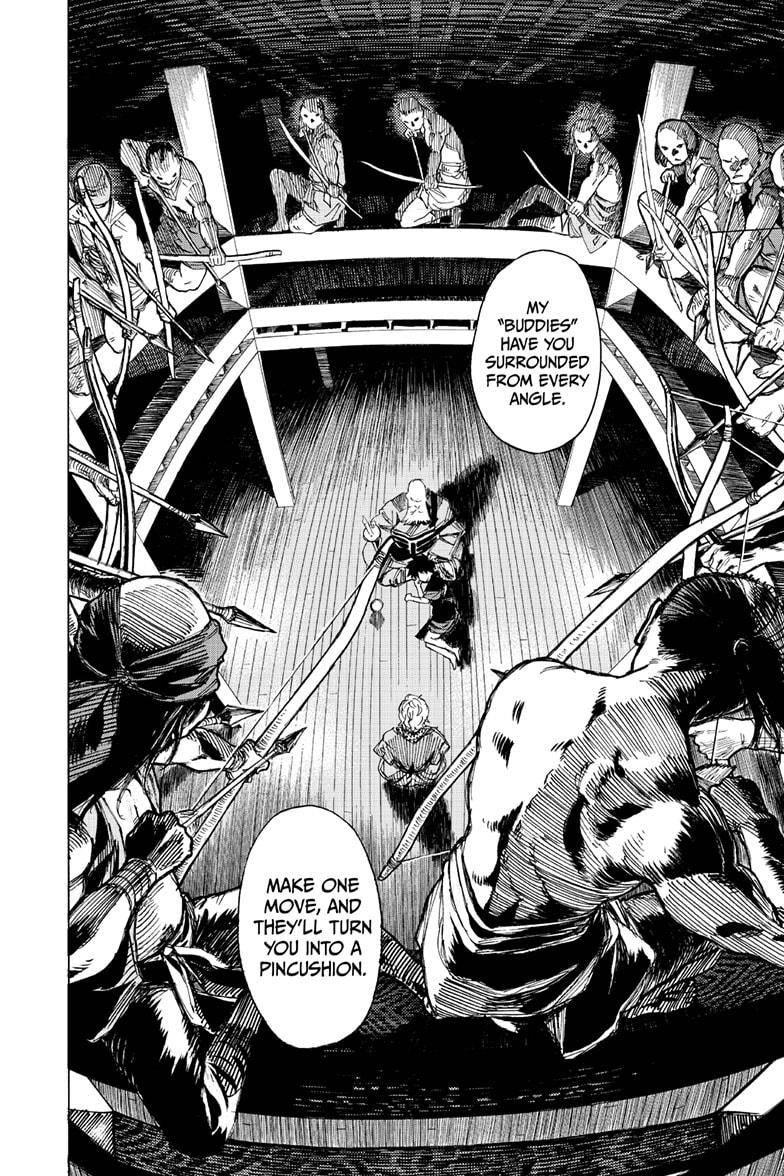 MY
“BUDDIES”
HAVE YOU
SURROUNDED
FROM EVERY
ANGLE.
MAKE ONE
MOVE, AND
THEY’LL TURN
YOU INTO A
PINCUSHION.